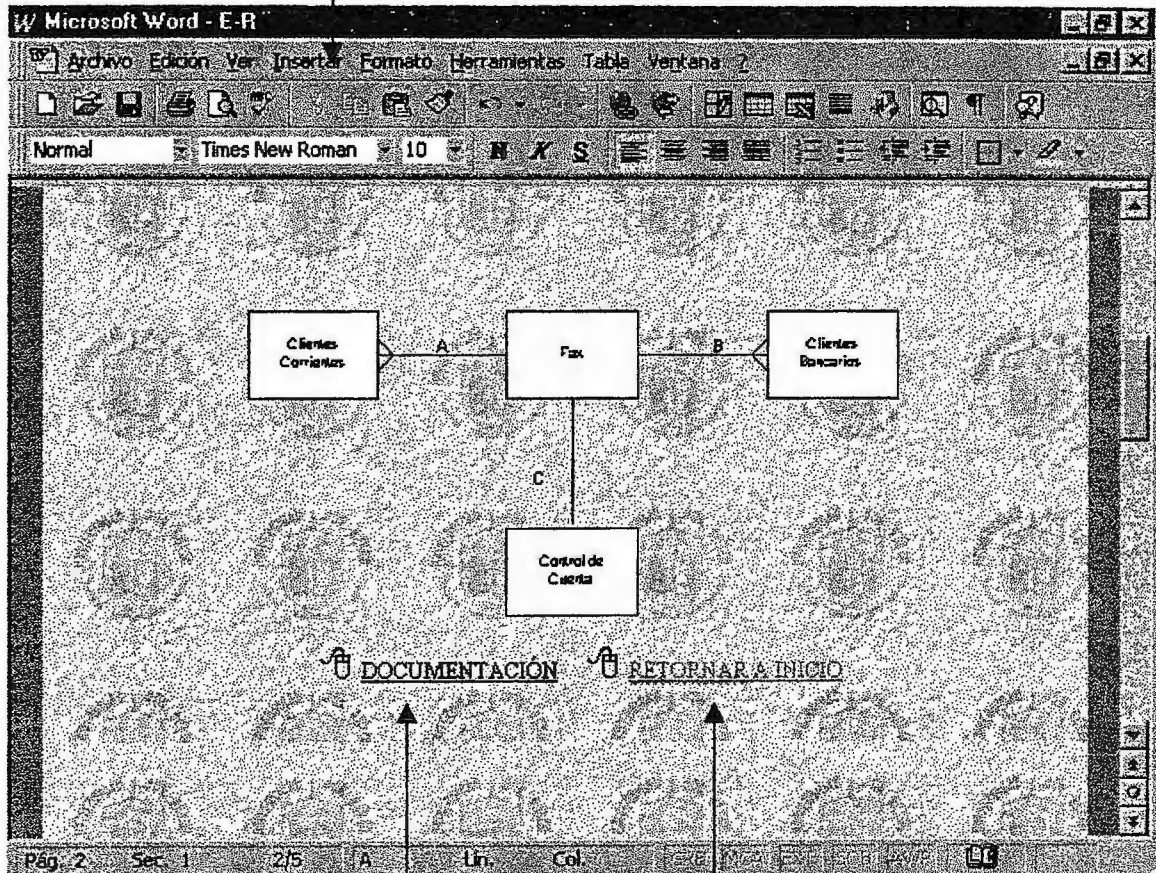 Microsoft Word - E-R
Archivo Edición Ver Insertar Formato Herramientas Tabla Ventana ?
Normal Times New Roman 10 N K S
Clientes
Corrientes
A
Fax
B
Clientes
Bancarios
C
Control de
Cuenta
DOCUMENTACIÓN RETORNAR A INICIO
Pág. 2 Sec. 1 2/5 A Lín. Col.